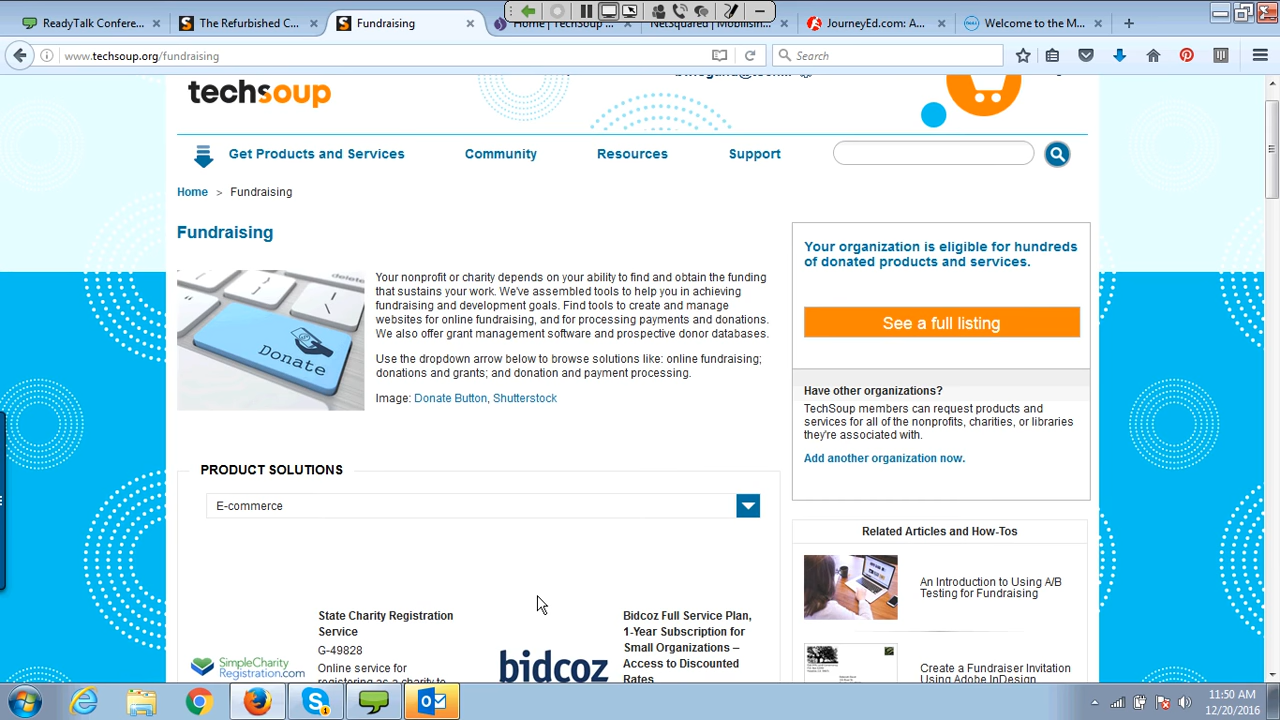 ReadyTalk Confere...
The Refurbished C...
Fundraising
Home | TechSoup ...
NetSquared | Mobilisin...
JourneyEd.com: A...
Welcome to the M...
www.techsoup.org/fundraising
Search
techsoup
Get Products and Services
Community
Resources
Support
Home > Fundraising
Fundraising
delete
Donate
Your nonprofit or charity depends on your ability to find and obtain the funding
that sustains your work. We've assembled tools to help you in achieving
fundraising and development goals. Find tools to create and manage
websites for online fundraising, and for processing payments and donations.
We also offer grant management software and prospective donor databases.
Use the dropdown arrow below to browse solutions like: online fundraising;
donations and grants; and donation and payment processing.
Image: Donate Button, Shutterstock
Your organization is eligible for hundreds
of donated products and services.
See a full listing
Have other organizations?
TechSoup members can request products and
services for all of the nonprofits, charities, or libraries
they're associated with.
Add another organization now.
PRODUCT SOLUTIONS
E-commerce
Related Articles and How-Tos
An Introduction to Using A/B
Testing for Fundraising
Create a Fundraiser Invitation
Using Adobe InDesign
SimpleCharity
Registration.com
State Charity Registration
Service
G-49828
Online service for
registering as a charity to
bidcoz
Bidcoz Full Service Plan,
1-Year Subscription for
Small Organizations –
Access to Discounted
Rates
11:50 AM
12/20/2016